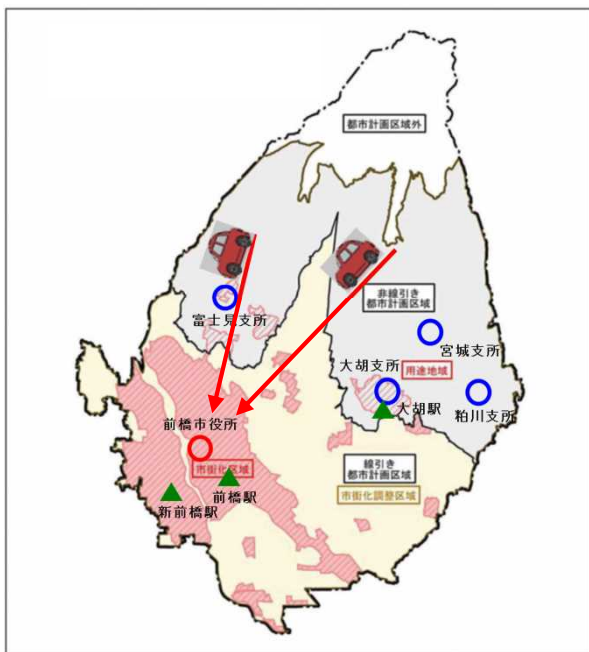 都市計画区域外
非線引き
都市計画区域
富士見支所
宮城支所
大胡支所
用途地域
大胡駅
粕川支所
前橋市役所
市街化区域
線引き
都市計画区域
市街化調整区域
前橋駅
新前橋駅